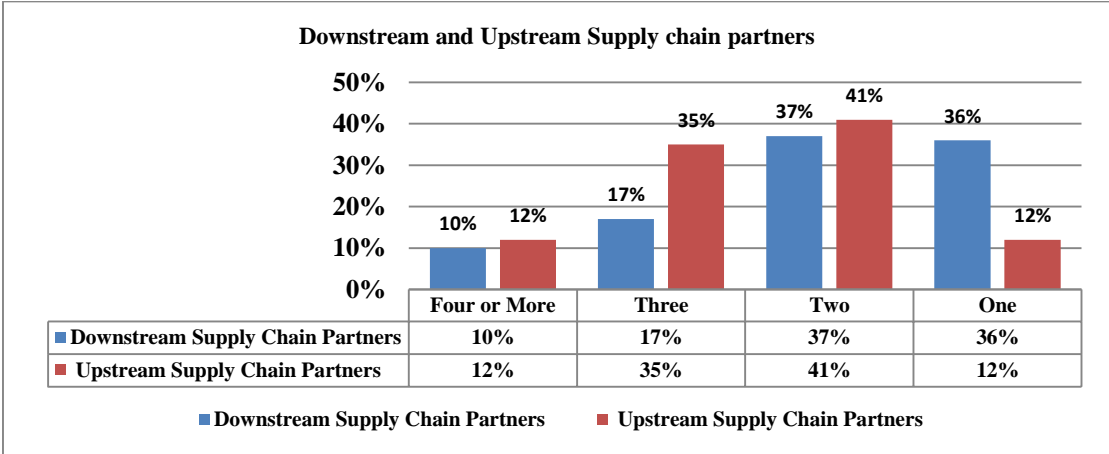 Downstream and Upstream Supply chain partners
50%
40%
30%
20%
10%
0%
10%
12%
17%
35%
37%
41%
36%
12%
Four or More Three Two One
Downstream Supply Chain Partners 10% 17% 37% 36%
Upstream Supply Chain Partners 12% 35% 41% 12%
Downstream Supply Chain Partners Upstream Supply Chain Partners